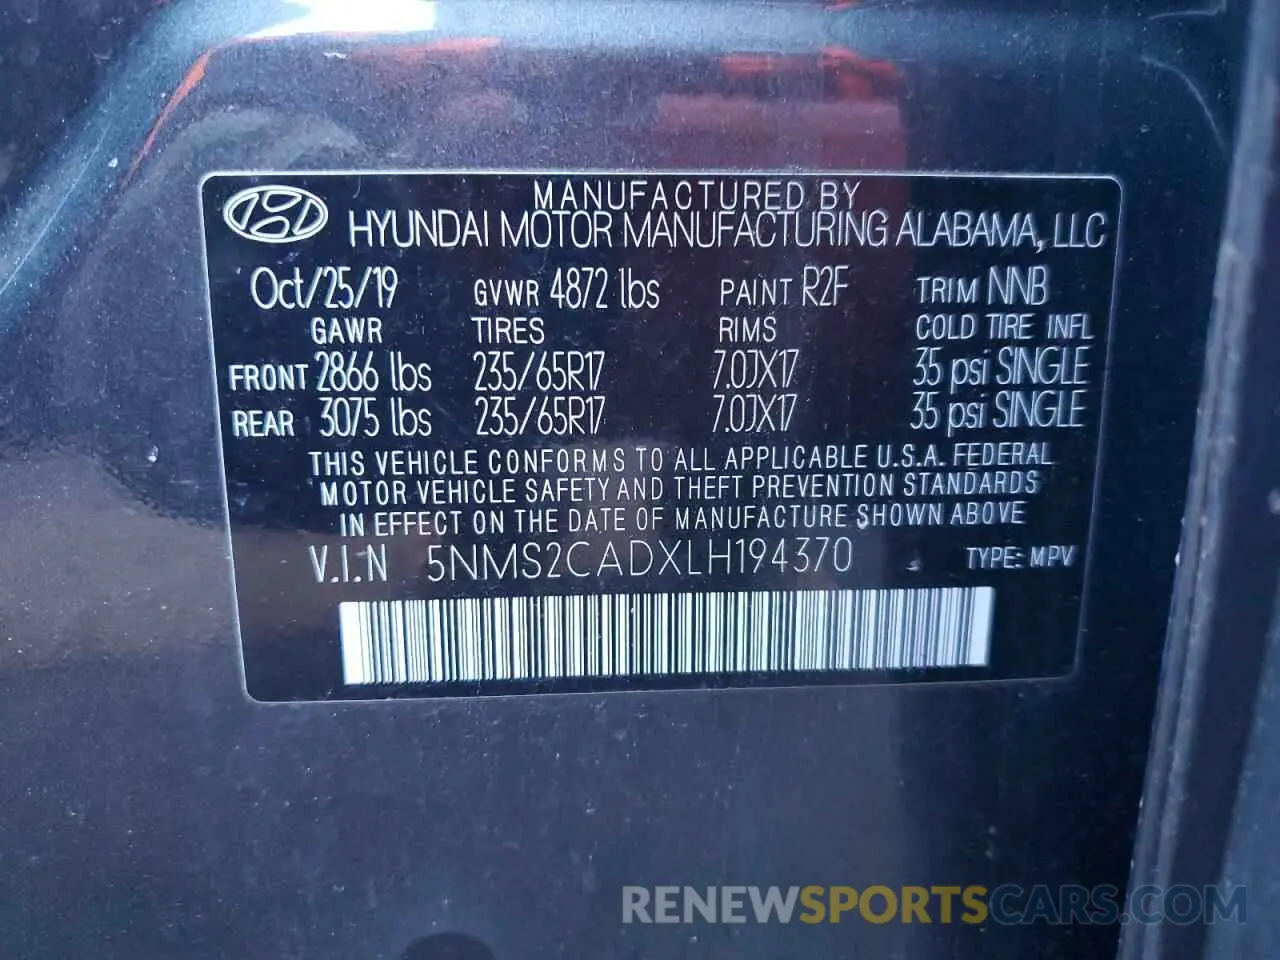 MANUFACTURED BY
HYUNDAI MOTOR MANUFACTURING ALABAMA, LLC
Oct/25/19 GVWR 4872 lbs PAINT R2F TRIM NNB
GAWR TIRES RIMS COLD TIRE INFL
FRONT 2866 lbs 235/65R17 7.0JX17 35 psi SINGLE
REAR 3075 lbs 235/65R17 7.0JX17 35 psi SINGLE
THIS VEHICLE CONFORMS TO ALL APPLICABLE U.S.A. FEDERAL
MOTOR VEHICLE SAFETY AND THEFT PREVENTION STANDARDS
IN EFFECT ON THE DATE OF MANUFACTURE SHOWN ABOVE
V.I.N 5NMS2CADXLH194370 TYPE: MPV
RENEWSPORTSCARS.COM